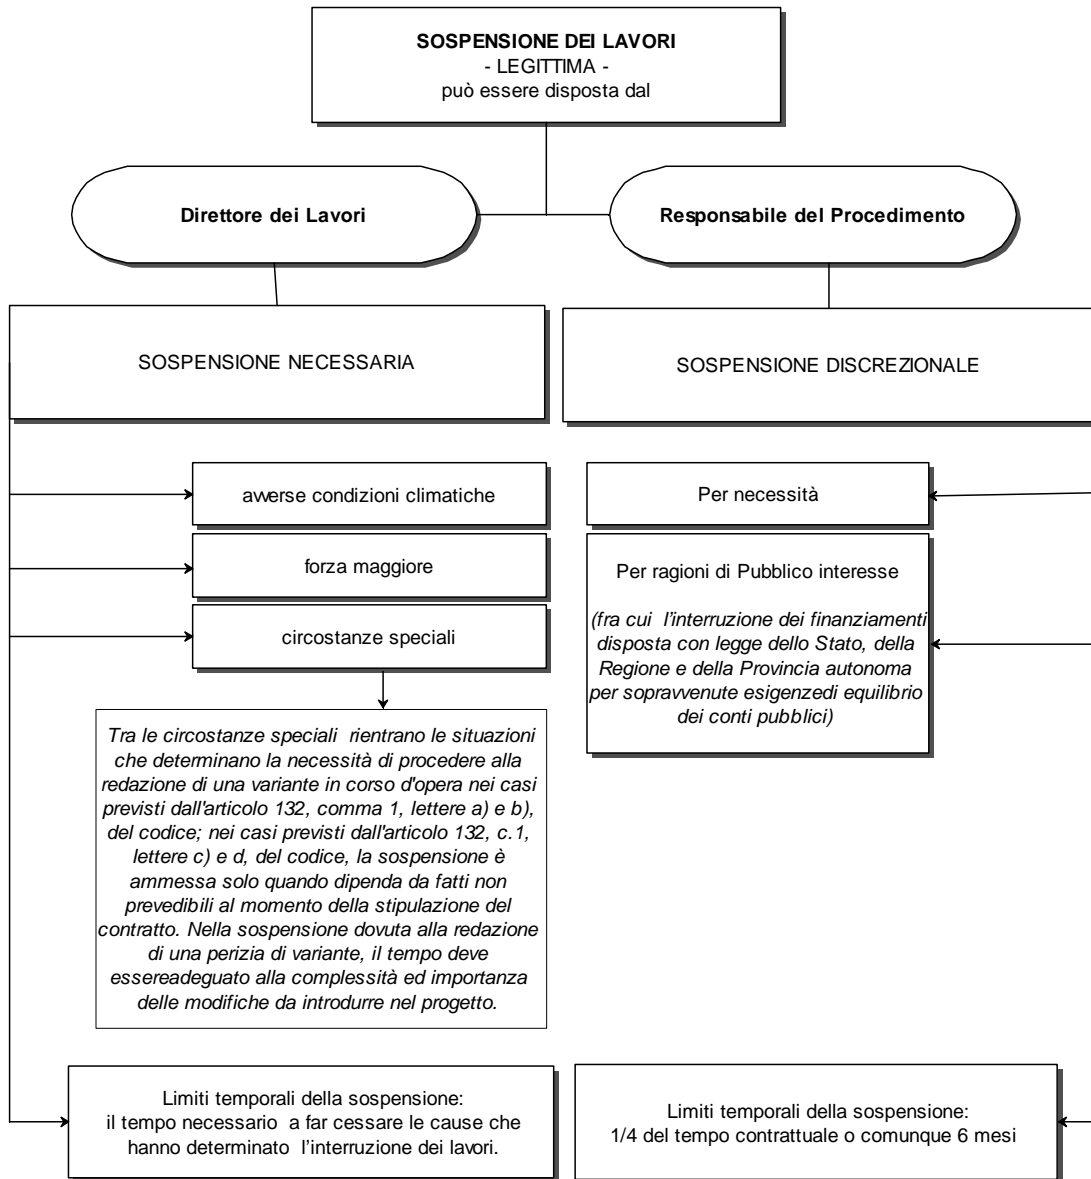 SOSPENSIONE DEI LAVORI
- LEGITTIMA -
può essere disposta dal
Direttore dei Lavori
Responsabile del Procedimento
SOSPENSIONE NECESSARIA
SOSPENSIONE DISCREZIONALE
avverse condizioni climatiche
forza maggiore
circostanze speciali
Tra le circostanze speciali rientrano le situazioni
che determinano la necessità di procedere alla
redazione di una variante in corso d'opera nei casi
previsti dall'articolo 132, comma 1, lettere a) e b),
del codice; nei casi previsti dall'articolo 132, c.1,
lettere c) e d, del codice, la sospensione è
ammessa solo quando dipenda da fatti non
prevedibili al momento della stipulazione del
contratto. Nella sospensione dovuta alla redazione
di una perizia di variante, il tempo deve
essereadeguato alla complessità ed importanza
delle modifiche da introdurre nel progetto.
Per necessità
Per ragioni di Pubblico interesse
(fra cui l'interruzione dei finanziamenti
disposta con legge dello Stato, della
Regione e della Provincia autonoma
per sopravvenute esigenzedi equilibrio
dei conti pubblici)
Limiti temporali della sospensione:
il tempo necessario a far cessare le cause che
hanno determinato l'interruzione dei lavori.
Limiti temporali della sospensione:
1/4 del tempo contrattuale o comunque 6 mesi